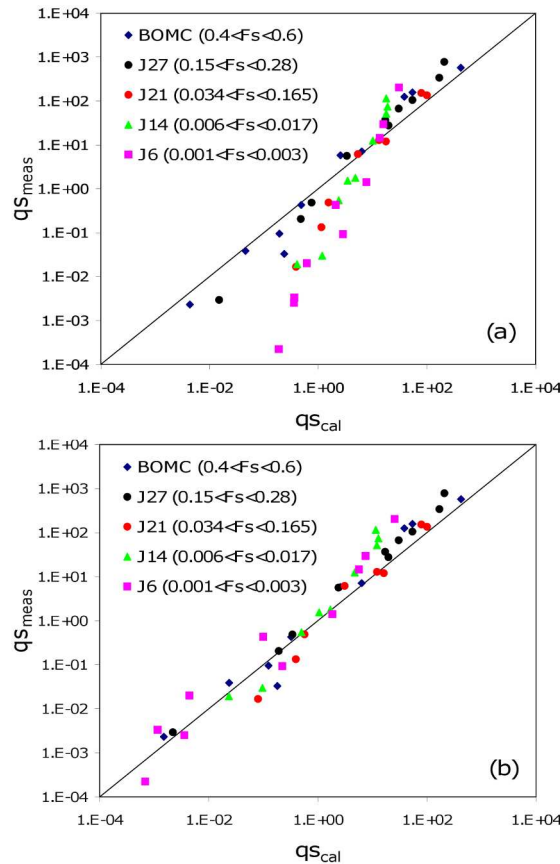 1.E+04
1.E+03
1.E+02
1.E+01
1.E+00
1.E-01
1.E-02
1.E-03
1.E-04
qsmeas
BOMC (0.4<Fs<0.6)
J27 (0.15<Fs<0.28)
J21 (0.034<Fs<0.165)
J14 (0.006<Fs<0.017)
J6 (0.001<Fs<0.003)
(a)
1.E-04 1.E-02 1.E+00 1.E+02 1.E+04
qscal
1.E+04
1.E+03
1.E+02
1.E+01
1.E+00
1.E-01
1.E-02
1.E-03
1.E-04
qsmeas
BOMC (0.4<Fs<0.6)
J27 (0.15<Fs<0.28)
J21 (0.034<Fs<0.165)
J14 (0.006<Fs<0.017)
J6 (0.001<Fs<0.003)
(b)
1.E-04 1.E-02 1.E+00 1.E+02 1.E+04
qscal